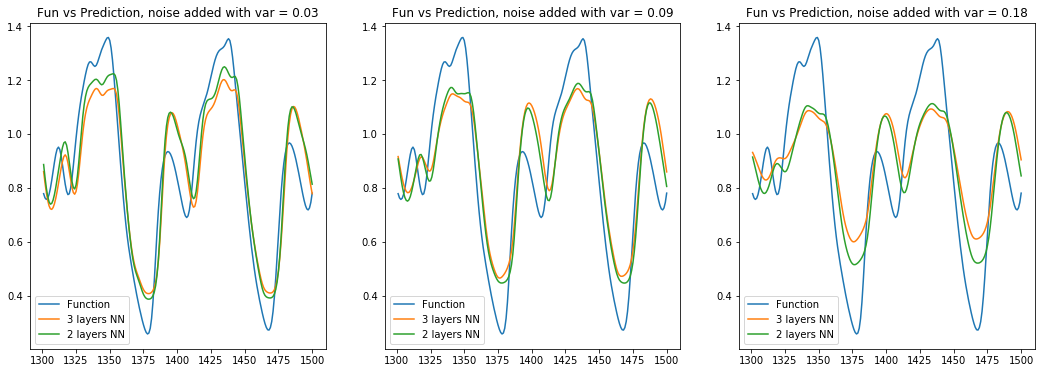 Fun vs Prediction, noise added with var = 0.03
1.4
1.2
1.0
0.8
0.6
0.4
Function
3 layers NN
2 layers NN
1300 1325 1350 1375 1400 1425 1450 1475 1500
Fun vs Prediction, noise added with var = 0.09
1.4
1.2
1.0
0.8
0.6
0.4
Function
3 layers NN
2 layers NN
1300 1325 1350 1375 1400 1425 1450 1475 1500
Fun vs Prediction, noise added with var = 0.18
1.4
1.2
1.0
0.8
0.6
0.4
Function
3 layers NN
2 layers NN
1300 1325 1350 1375 1400 1425 1450 1475 1500